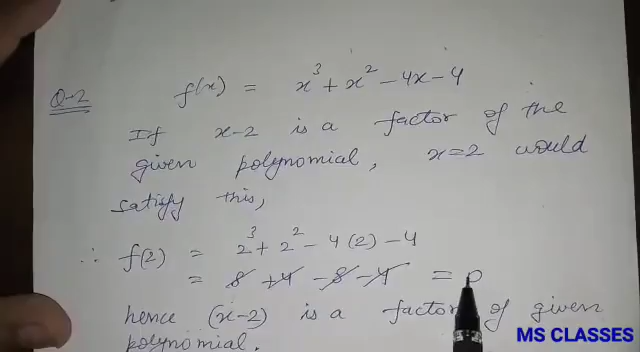 Q-2 f(x) = x³ + x² - 4x - 4
If x-2 is a factor of the
given polynomial, x=2 would
satisfy this,
∴ f(2) = 2³ + 2² - 4(2) - 4
= 8 + 4 - 8 - 4 = 0
hence (x-2) is a factor of given
polynomial.
MS CLASSES